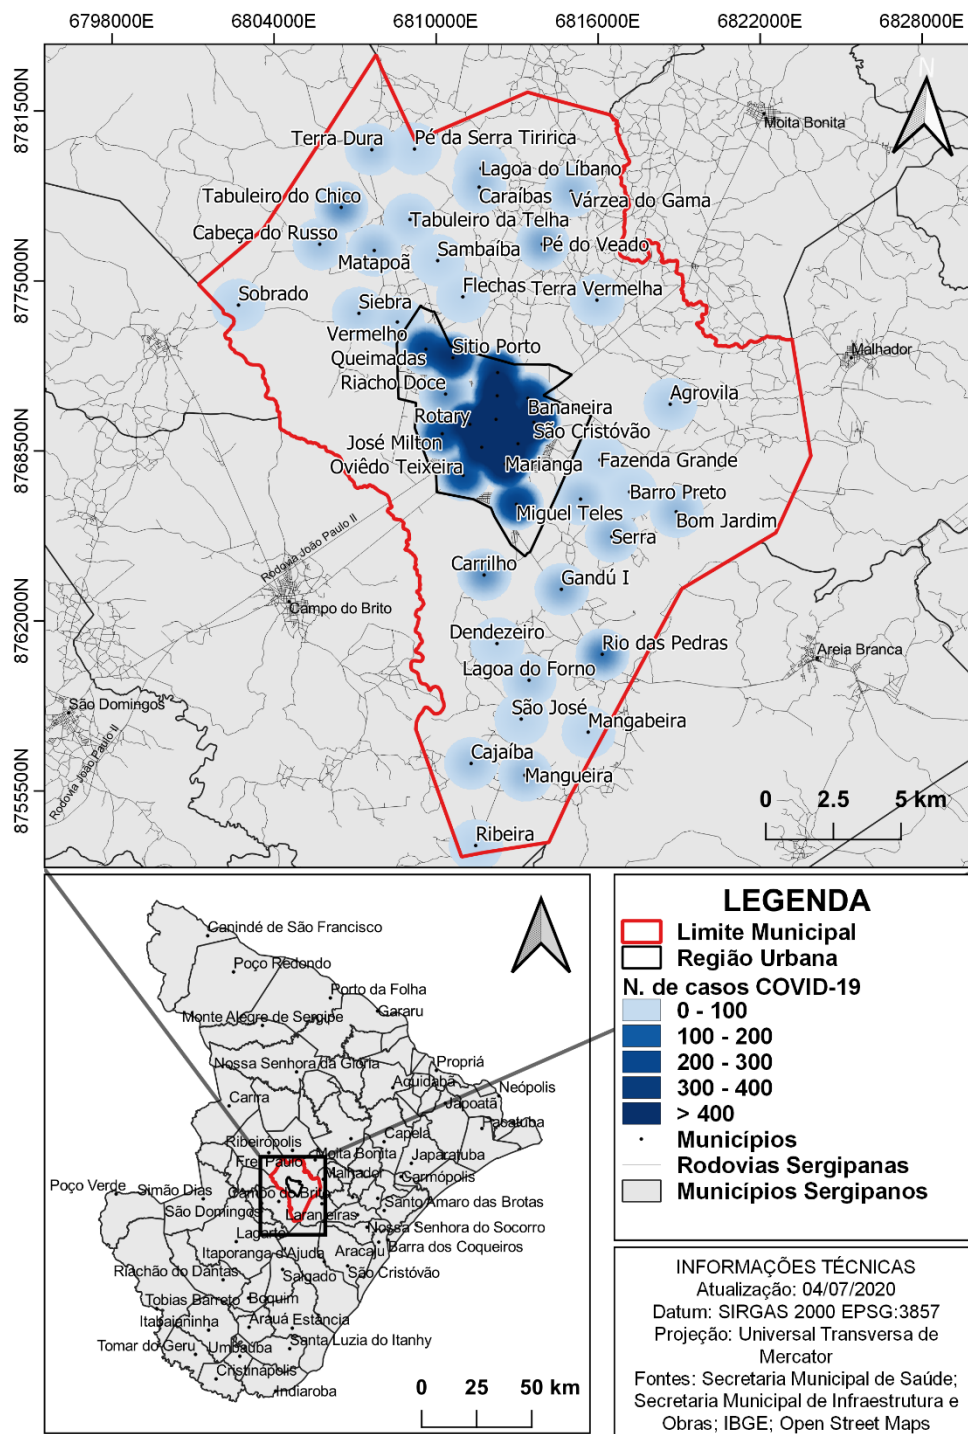 6798000E 6804000E 6810000E 6816000E 6822000E 6828000E
8781500N
8775000N
8768500N
8762000N
8755500N
N
Moita Bonita
Terra Dura
Pé da Serra Tiririca
Lagoa do Líbano
Tabuleiro do Chico
Caraíbas
Várzea do Gama
Tabuleiro da Telha
Cabeça do Russo
Pé do Veado
Matapoã
Sambaíba
Sobrado
Siebra
Flechas
Terra Vermelha
Vermelho
Sitio Porto
Queimadas
Malhador
Riacho Doce
Agrovila
Rotary
Bananeira
José Milton
São Cristóvão
Oviêdo Teixeira
Marianga
Fazenda Grande
Barro Preto
Miguel Teles
Bom Jardim
Serra
Rodovia João Paulo II
Carrilho
Gandú I
Campo do Brito
Dendezeiro
Rio das Pedras
Areia Branca
Lagoa do Forno
São Domingos
São José
Mangabeira
Rodovia João Paulo II
Cajaíba
Mangueira
0 2.5 5 km
Ribeira
Canindé de São Francisco
Poço Redondo
Porto da Folha
Monte Alegre de Sergipe
Gararu
Nossa Senhora da Glória
Propriá
Aquidabã
Neópolis
Carira
Japoatã
Pacatuba
Ribeirópolis
Capela
Frei Paulo
Moita Bonita
Japaratuba
Malhador
Carmópolis
Poço Verde
Simão Dias
Campo do Brito
Santo Amaro das Brotas
São Domingos
Laranjeiras
Nossa Senhora do Socorro
Lagarto
Barra dos Coqueiros
Itaporanga d'Ajuda
Aracaju
Riachão do Dantas
Salgado
São Cristóvão
Tobias Barreto
Boquim
Itabaianinha
Arauá
Estância
Tomar do Geru
Umbaúba
Santa Luzia do Itanhy
Cristinápolis
Indiaroba
0 25 50 km
LEGENDA
Limite Municipal
Região Urbana
N. de casos COVID-19
0 - 100
100 - 200
200 - 300
300 - 400
> 400
Municípios
Rodovias Sergipanas
Municípios Sergipanos
INFORMAÇÕES TÉCNICAS
Atualização: 04/07/2020
Datum: SIRGAS 2000 EPSG:3857
Projeção: Universal Transversa de
Mercator
Fontes: Secretaria Municipal de Saúde;
Secretaria Municipal de Infraestrutura e
Obras; IBGE; Open Street Maps